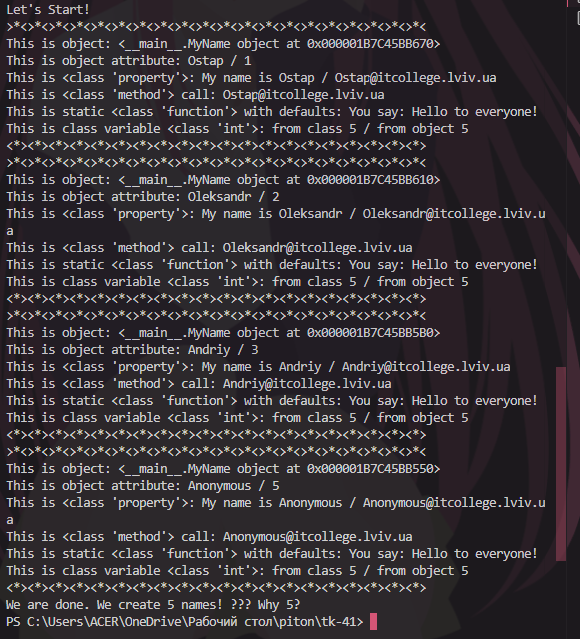 Let's Start!
>*<>*<>*<>*<>*<>*<>*<>*<>*<>*<>*<>*<>*<>*<>*<>*<>*<>*<>*<>*<
This is object: <__main__.MyName object at 0x000001B7C45BB670>
This is object attribute: Ostap / 1
This is <class 'property'>: My name is Ostap / Ostap@itcollege.lviv.ua
This is <class 'method'> call: Ostap@itcollege.lviv.ua
This is static <class 'function'> with defaults: You say: Hello to everyone!
This is class variable <class 'int'>: from class 5 / from object 5
<*><*><*><*><*><*><*><*><*><*><*><*><*><*><*><*><*><*><*><*>
>*<>*<>*<>*<>*<>*<>*<>*<>*<>*<>*<>*<>*<>*<>*<>*<>*<>*<>*<>*<
This is object: <__main__.MyName object at 0x000001B7C45BB610>
This is object attribute: Oleksandr / 2
This is <class 'property'>: My name is Oleksandr / Oleksandr@itcollege.lviv.u
a
This is <class 'method'> call: Oleksandr@itcollege.lviv.ua
This is static <class 'function'> with defaults: You say: Hello to everyone!
This is class variable <class 'int'>: from class 5 / from object 5
<*><*><*><*><*><*><*><*><*><*><*><*><*><*><*><*><*><*><*><*>
>*<>*<>*<>*<>*<>*<>*<>*<>*<>*<>*<>*<>*<>*<>*<>*<>*<>*<>*<>*<
This is object: <__main__.MyName object at 0x000001B7C45BB5B0>
This is object attribute: Andriy / 3
This is <class 'property'>: My name is Andriy / Andriy@itcollege.lviv.ua
This is <class 'method'> call: Andriy@itcollege.lviv.ua
This is static <class 'function'> with defaults: You say: Hello to everyone!
This is class variable <class 'int'>: from class 5 / from object 5
<*><*><*><*><*><*><*><*><*><*><*><*><*><*><*><*><*><*><*><*>
>*<>*<>*<>*<>*<>*<>*<>*<>*<>*<>*<>*<>*<>*<>*<>*<>*<>*<>*<>*<
This is object: <__main__.MyName object at 0x000001B7C45BB550>
This is object attribute: Anonymous / 5
This is <class 'property'>: My name is Anonymous / Anonymous@itcollege.lviv.u
a
This is <class 'method'> call: Anonymous@itcollege.lviv.ua
This is static <class 'function'> with defaults: You say: Hello to everyone!
This is class variable <class 'int'>: from class 5 / from object 5
<*><*><*><*><*><*><*><*><*><*><*><*><*><*><*><*><*><*><*><*>
We are done. We create 5 names! ??? Why 5?
PS C:\Users\ACER\OneDrive\Рабочий стол\piton\tk-41>